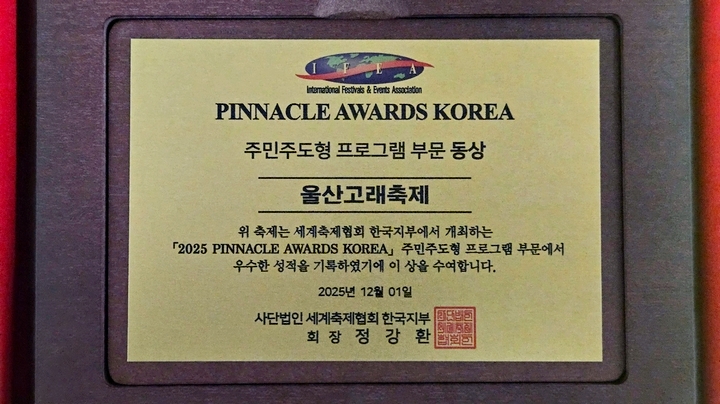 IFEA
International Festivals & Events Association
PINNACLE AWARDS KOREA
주민주도형 프로그램 부문 동상
울산고래축제
위 축제는 세계축제협회 한국지부에서 개최하는
「2025 PINNACLE AWARDS KOREA」 주민주도형 프로그램 부문에서
우수한 성적을 기록하였기에 이 상을 수여합니다.
2025년 12월 01일
사단법인 세계축제협회 한국지부
회 장 정 강 환